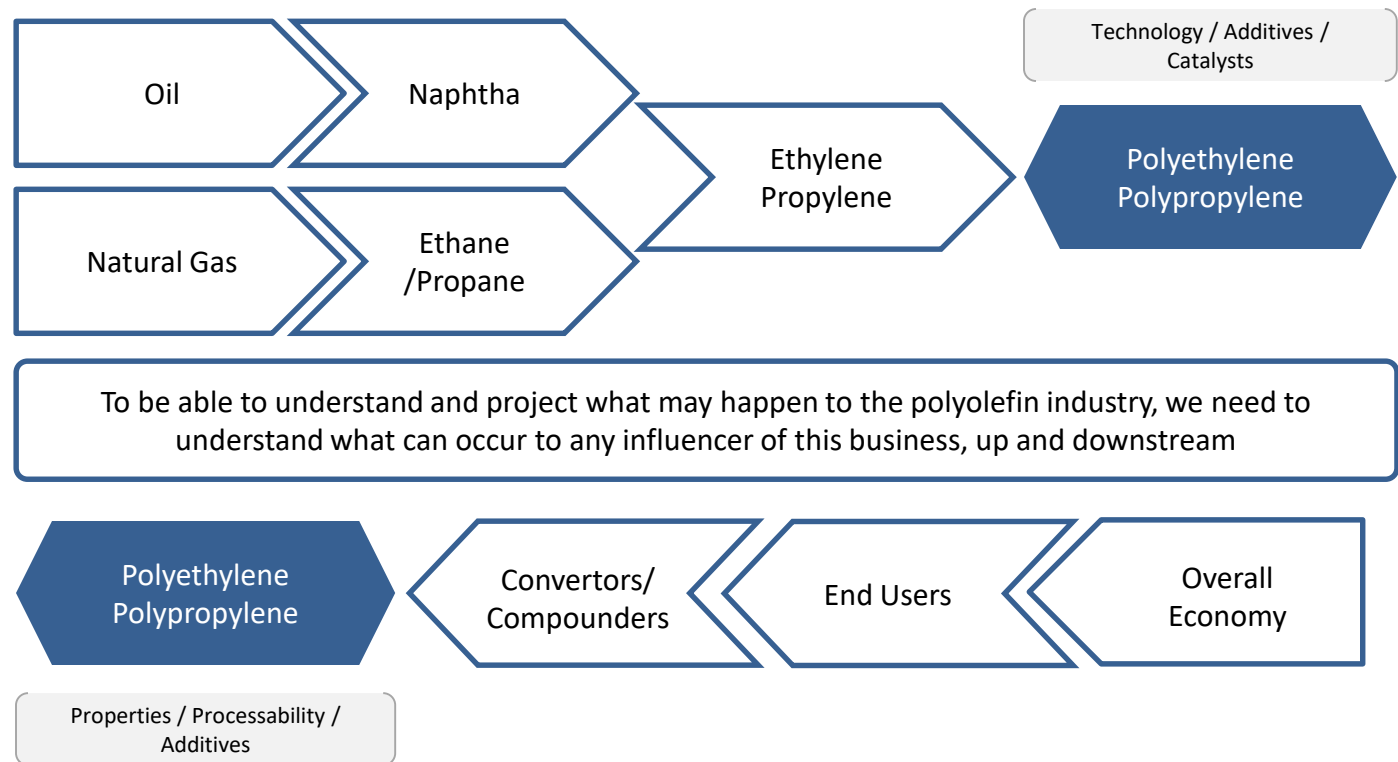 Technology / Additives /
Catalysts
Oil
Naphtha
Ethylene
Propylene
Polyethylene
Polypropylene
Natural Gas
Ethane
/Propane
To be able to understand and project what may happen to the polyolefin industry, we need to
understand what can occur to any influencer of this business, up and downstream
Polyethylene
Polypropylene
Convertors/
Compounders
End Users
Overall
Economy
Properties / Processability /
Additives